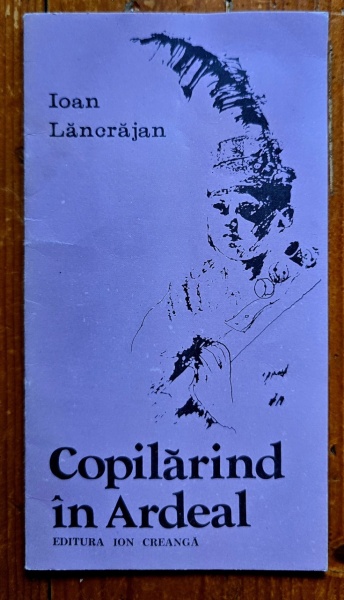 Ioan
Lăncrăjan
Copilărind
în Ardeal
EDITURA ION CREANGĂ